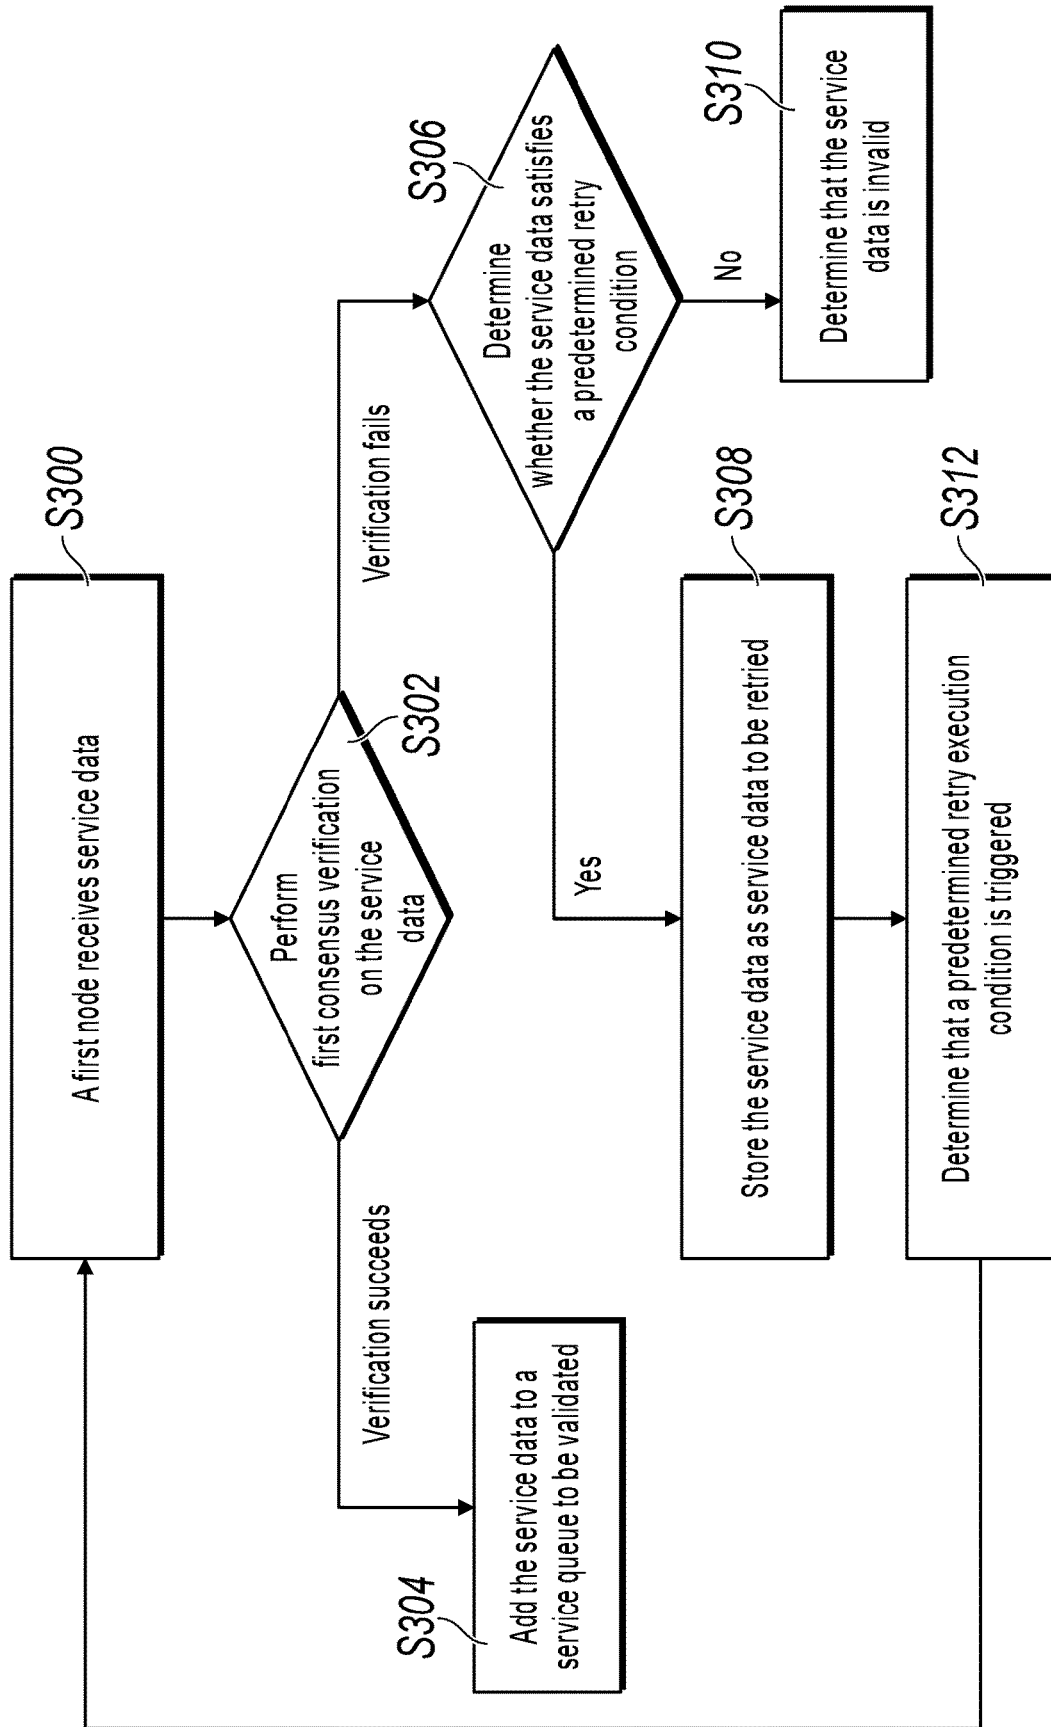 S300
A first node receives service data
Perform
first consensus verification
on the service
data
S302
Verification succeeds
Verification fails
S304
Add the service data to a
service queue to be validated
S306
Determine
whether the service data satisfies
a predetermined retry
condition
Yes
No
S308
Store the service data as service data to be retried
S310
Determine that the service
data is invalid
S312
Determine that a predetermined retry execution
condition is triggered